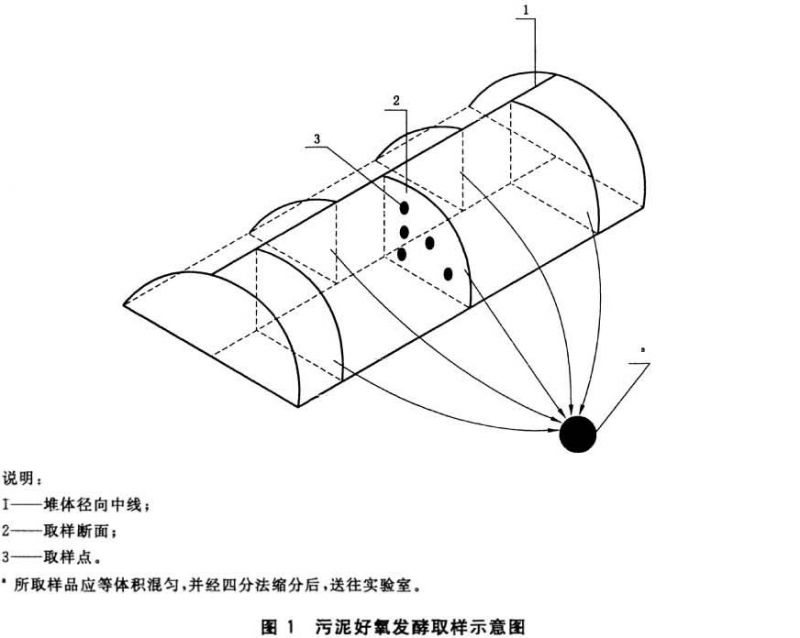 1
2
3
a
说明：
1——堆体径向中线；
2——取样断面；
3——取样点。
a 所取样品应等体积混匀，并经四分法缩分后，送往实验室。
图 1 污泥好氧发酵取样示意图